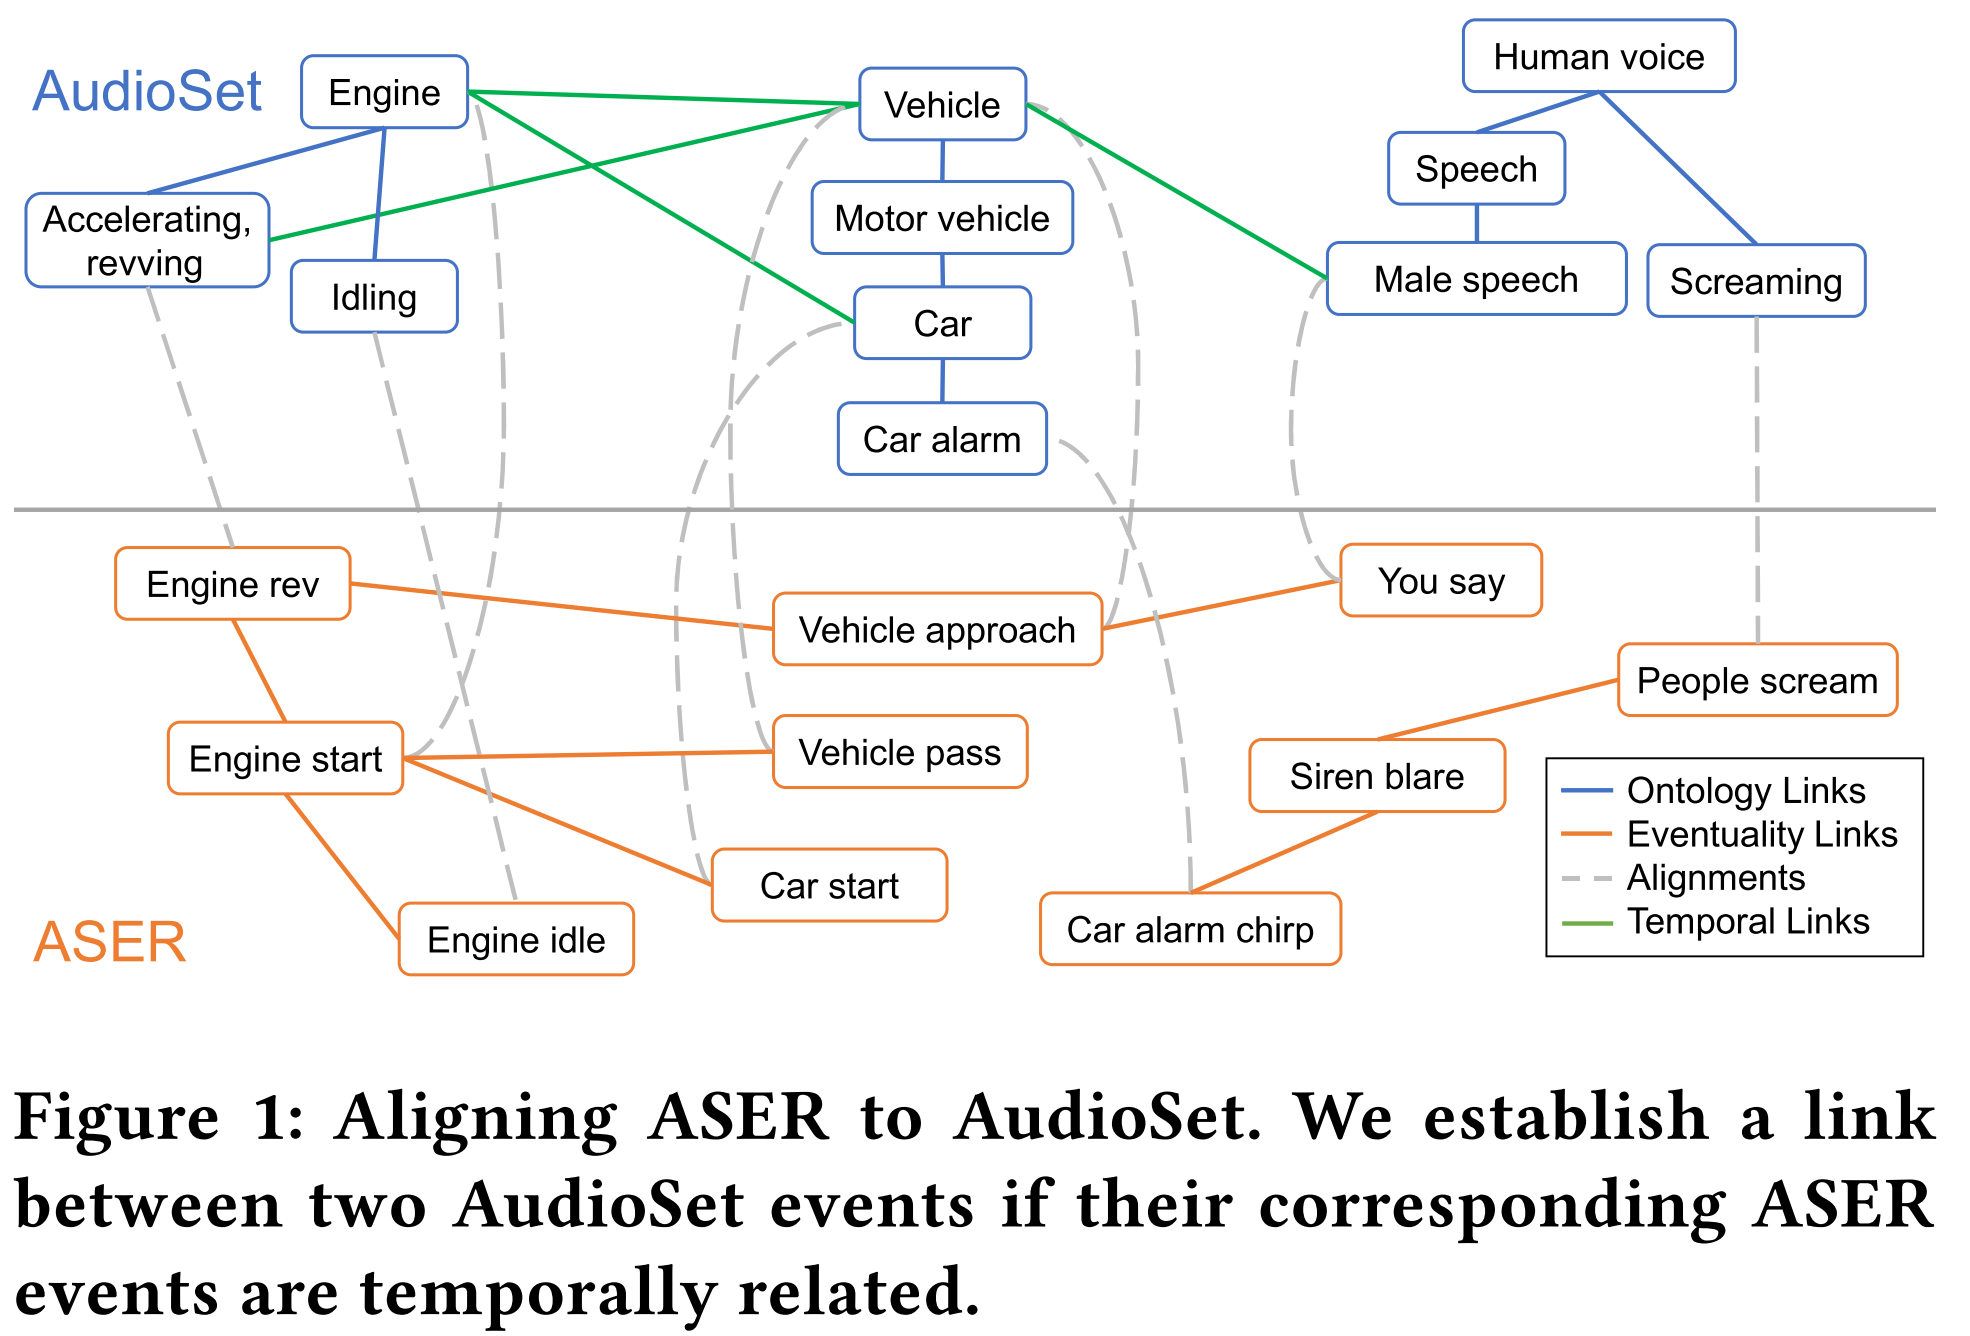 AudioSet
Engine
Vehicle
Human voice
Speech
Accelerating,
revving
Motor vehicle
Idling
Male speech
Screaming
Car
Car alarm
Engine rev
You say
Vehicle approach
People scream
Engine start
Vehicle pass
Siren blare
Car start
Car alarm chirp
Engine idle
ASER
Ontology Links
Eventuality Links
Alignments
Temporal Links
Figure 1: Aligning ASER to AudioSet. We establish a link
between two AudioSet events if their corresponding ASER
events are temporally related.